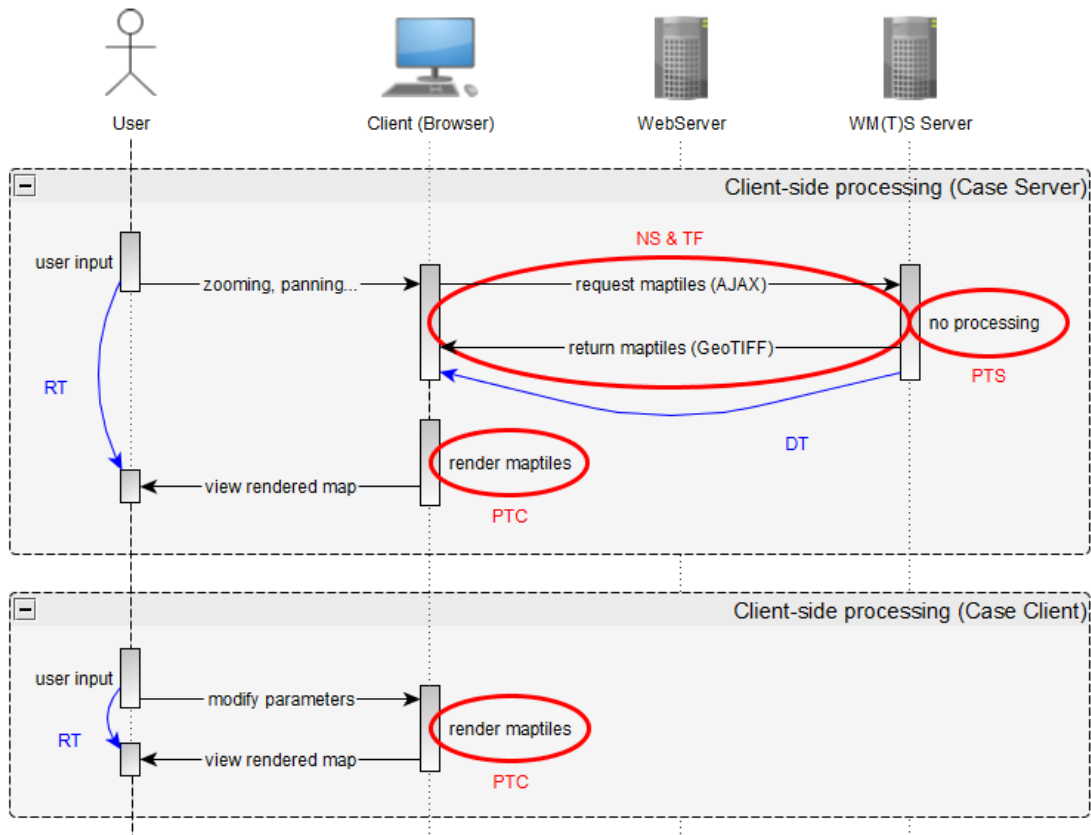 User
Client (Browser)
WebServer
WM(T)S Server
Client-side processing (Case Server)
NS & TF
user input
zooming, panning...
request maptiles (AJAX)
no processing
return maptiles (GeoTIFF)
PTS
RT
DT
render maptiles
view rendered map
PTC
Client-side processing (Case Client)
user input
modify parameters
render maptiles
RT
view rendered map
PTC